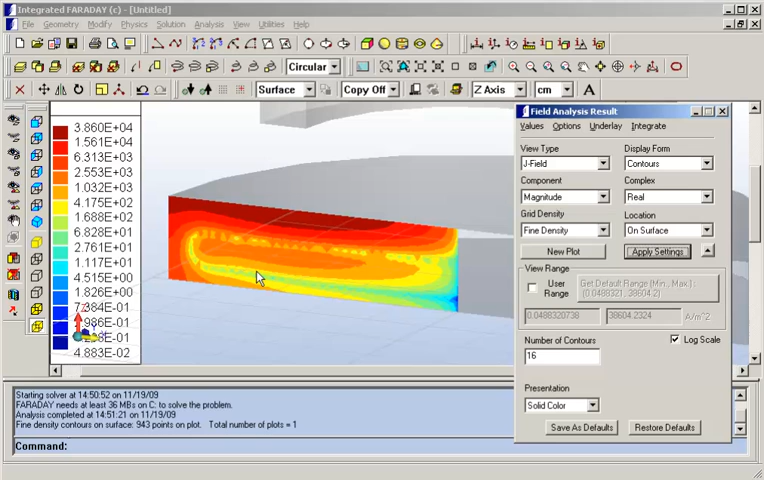 Integrated FARADAY (c) - [Untitled]
File Geometry Modify Physics Solution Analysis View Utilities Help
Circular
Surface Copy Off Z Axis cm A
3.860E+04
1.561E+04
6.313E+03
2.553E+03
1.032E+03
4.175E+02
1.688E+02
6.828E+01
2.761E+01
1.117E+01
4.515E+00
1.826E+00
7.384E-01
4.883E-02
Field Analysis Result
Values Options Underlay Integrate
View Type Display Form
J-Field Contours
Component Complex
Magnitude Real
Grid Density Location
Fine Density On Surface
New Plot Apply Settings
View Range
User Range
Get Default Range (Min., Max.):
(0.0488321, 38604.2)
0.0488320738 38604.2324 A/m^2
Number of Contours Log Scale
16
Presentation
Solid Color
Save As Defaults Restore Defaults
Starting solver at 14:50:52 on 11/19/09
FARADAY needs at least 36 MBs on C: to solve the problem.
Analysis completed at 14:51:21 on 11/19/09
Fine density contours on surface: 943 points on plot. Total number of plots = 1
Command: